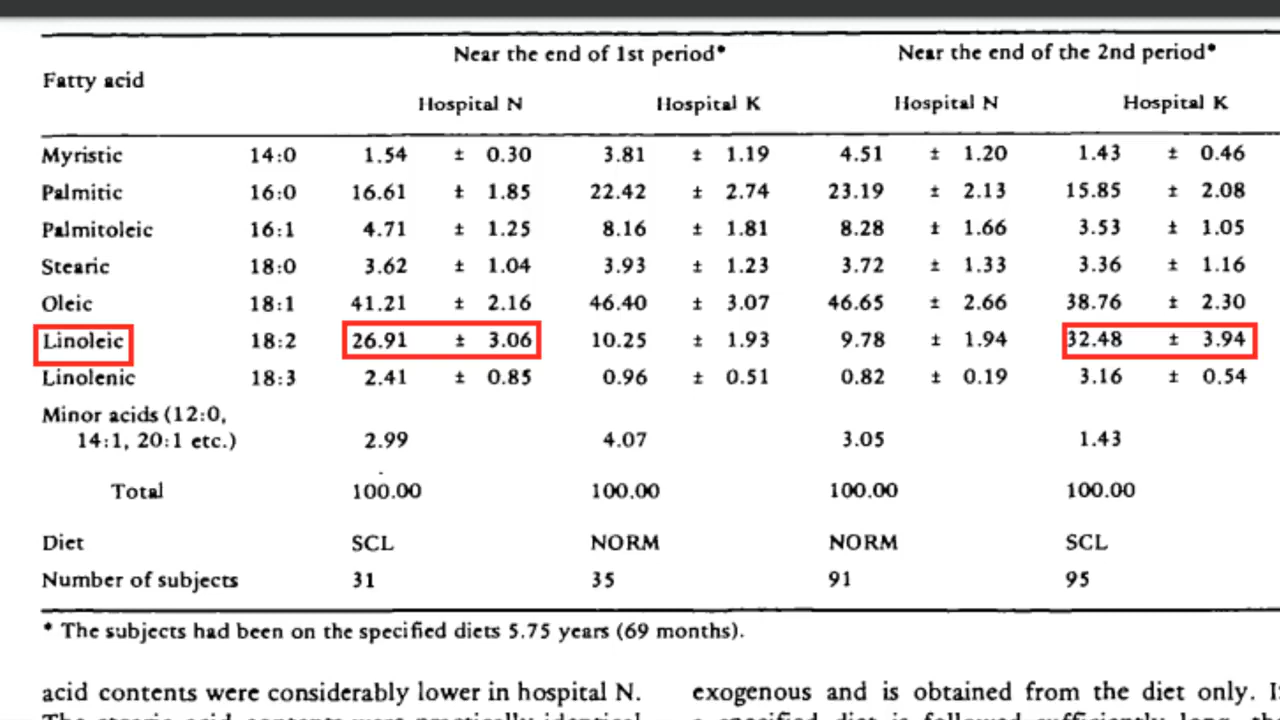 Near the end of 1st period* Near the end of the 2nd period*
Fatty acid
Hospital N Hospital K Hospital N Hospital K
Myristic 14:0 1.54 ± 0.30 3.81 ± 1.19 4.51 ± 1.20 1.43 ± 0.46
Palmitic 16:0 16.61 ± 1.85 22.42 ± 2.74 23.19 ± 2.13 15.85 ± 2.08
Palmitoleic 16:1 4.71 ± 1.25 8.16 ± 1.81 8.28 ± 1.66 3.53 ± 1.05
Stearic 18:0 3.62 ± 1.04 3.93 ± 1.23 3.72 ± 1.33 3.36 ± 1.16
Oleic 18:1 41.21 ± 2.16 46.40 ± 3.07 46.65 ± 2.66 38.76 ± 2.30
Linoleic 18:2 26.91 ± 3.06 10.25 ± 1.93 9.78 ± 1.94 32.48 ± 3.94
Linolenic 18:3 2.41 ± 0.85 0.96 ± 0.51 0.82 ± 0.19 3.16 ± 0.54
Minor acids (12:0,
14:1, 20:1 etc.) 2.99 4.07 3.05 1.43
Total 100.00 100.00 100.00 100.00
Diet SCL NORM NORM SCL
Number of subjects 31 35 91 95
* The subjects had been on the specified diets 5.75 years (69 months).
acid contents were considerably lower in hospital N.
exogenous and is obtained from the diet only.